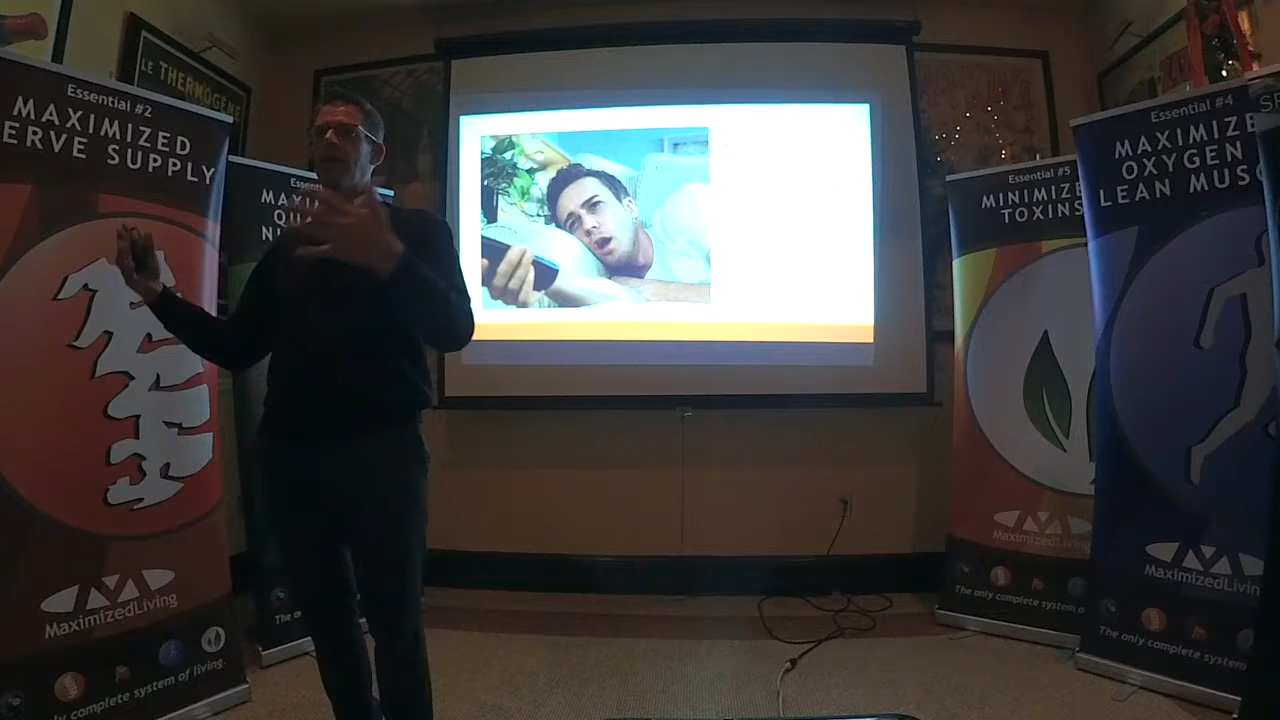 LE THERMOGENE
Essential #2
MAXIMIZED
ERVE SUPPLY
MaximizedLiving
complete system of living.
Essential #5
MINIMIZE
TOXINS
MaximizedLiving
The only complete system o
Essential #4
MAXIMIZE
OXYGEN
LEAN MUSC
MaximizedLivin
The only complete system